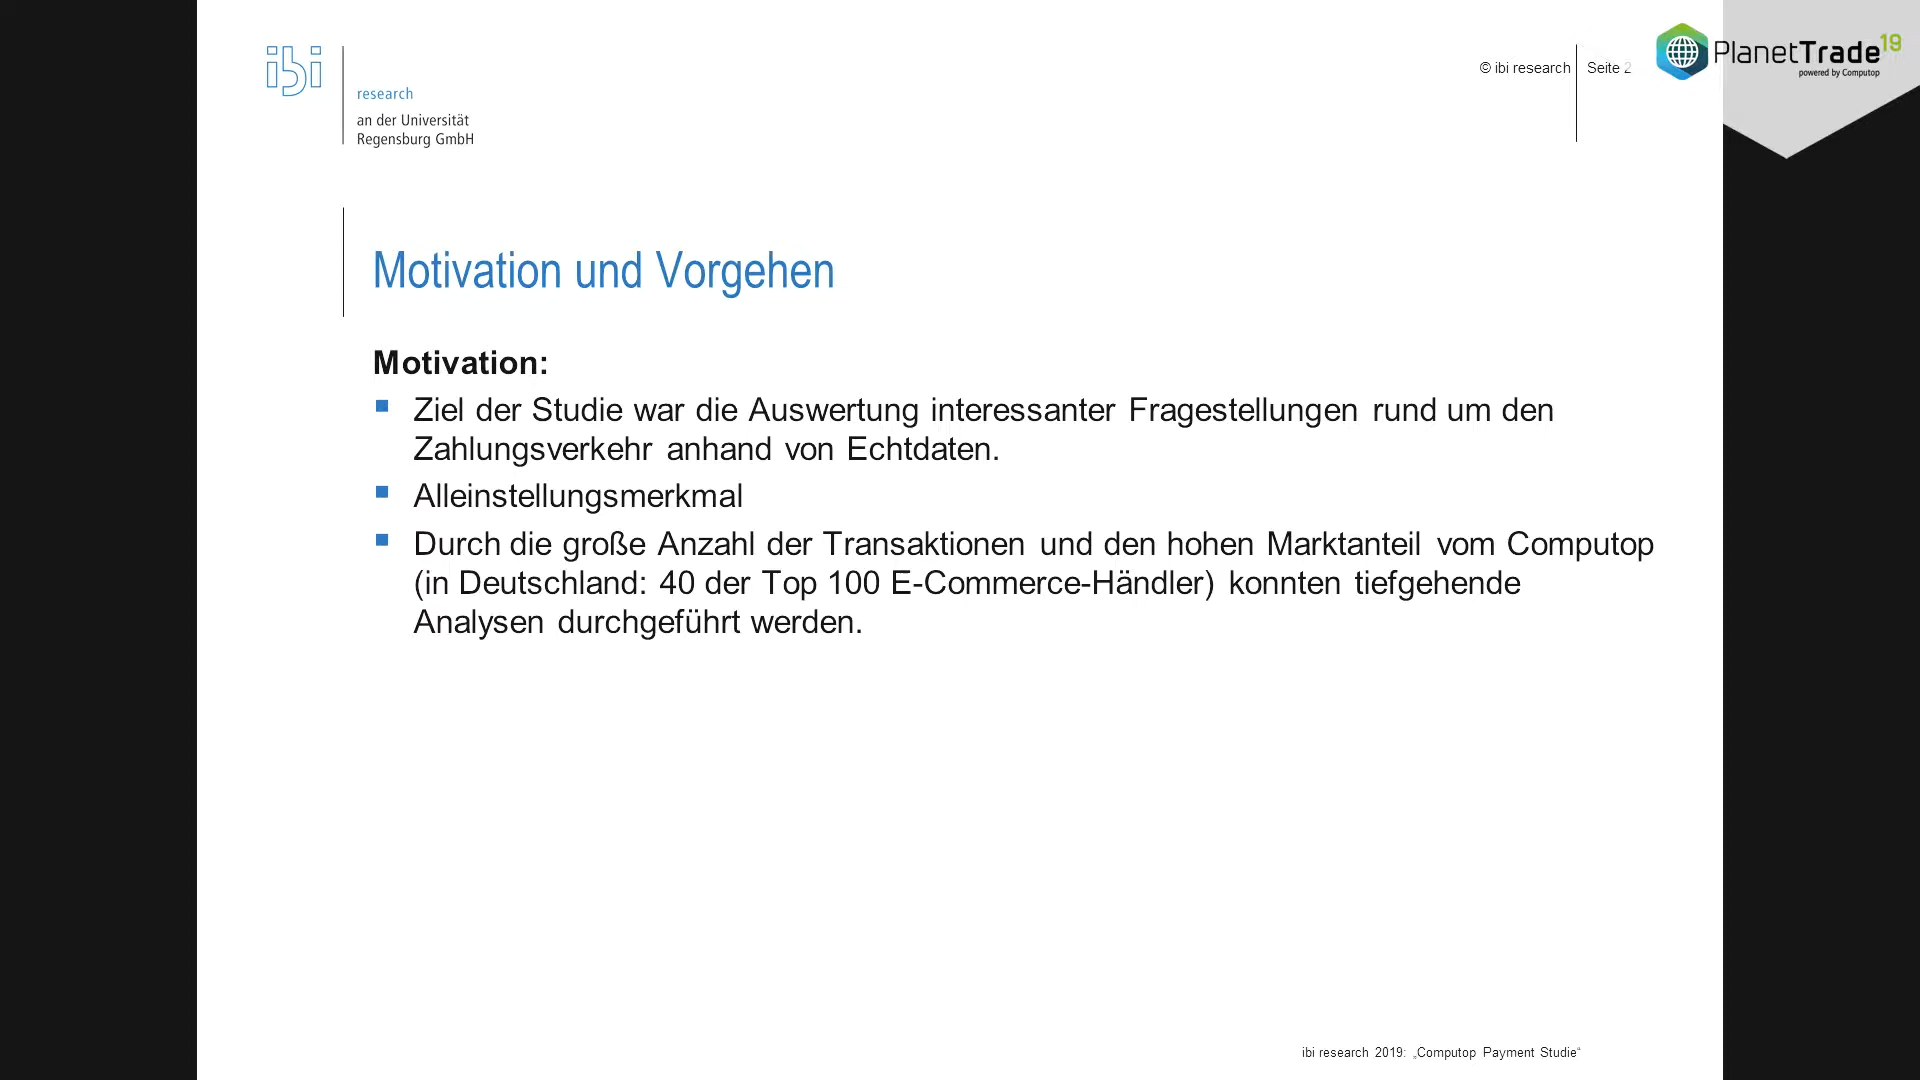 ibi
research
an der Universität
Regensburg GmbH
© ibi research
Seite 2
PlanetTrade19
powered by Computop
Motivation und Vorgehen
Motivation:
Ziel der Studie war die Auswertung interessanter Fragestellungen rund um den
Zahlungsverkehr anhand von Echtdaten.
Alleinstellungsmerkmal
Durch die große Anzahl der Transaktionen und den hohen Marktanteil vom Computop
(in Deutschland: 40 der Top 100 E-Commerce-Händler) konnten tiefgehende
Analysen durchgeführt werden.
ibi research 2019: „Computop Payment Studie“